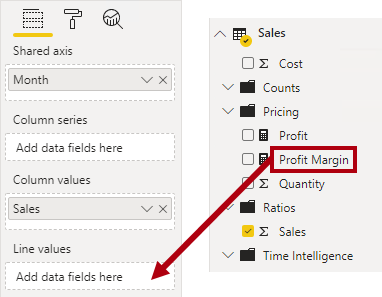 Shared axis
Month
Column series
Add data fields here
Column values
Sales
Line values
Add data fields here
Sales
Σ Cost
Counts
Pricing
Profit
Profit Margin
Σ Quantity
Ratios
Σ Sales
Time Intelligence